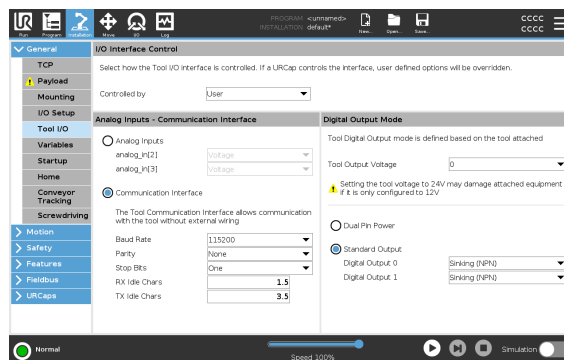 PROGRAM <unnamed>
INSTALLATION default*
CCCC
CCCC
Run Program Installation Move I/O Log New... Open... Save...
General
TCP
Payload
Mounting
I/O Setup
Tool I/O
Variables
Startup
Home
Conveyor
Tracking
Screwdriving
Motion
Safety
Features
Fieldbus
URCaps
I/O Interface Control
Select how the Tool I/O interface is controlled. If a URCap controls the interface, user defined options will be overridden.
Controlled by User
Analog Inputs - Communication Interface
Analog Inputs
analog_in[2] Voltage
analog_in[3] Voltage
Communication Interface
The Tool Communication Interface allows communication
with the tool without external wiring
Baud Rate 115200
Parity None
Stop Bits One
RX Idle Chars 1.5
TX Idle Chars 3.5
Digital Output Mode
Tool Digital Output mode is defined based on the tool attached
Tool Output Voltage 0
Setting the tool voltage to 24V may damage attached equipment
if it is only configured to 12V
Dual Pin Power
Standard Output
Digital Output 0 Sinking (NPN)
Digital Output 1 Sinking (NPN)
Normal
Speed 100%
Simulation